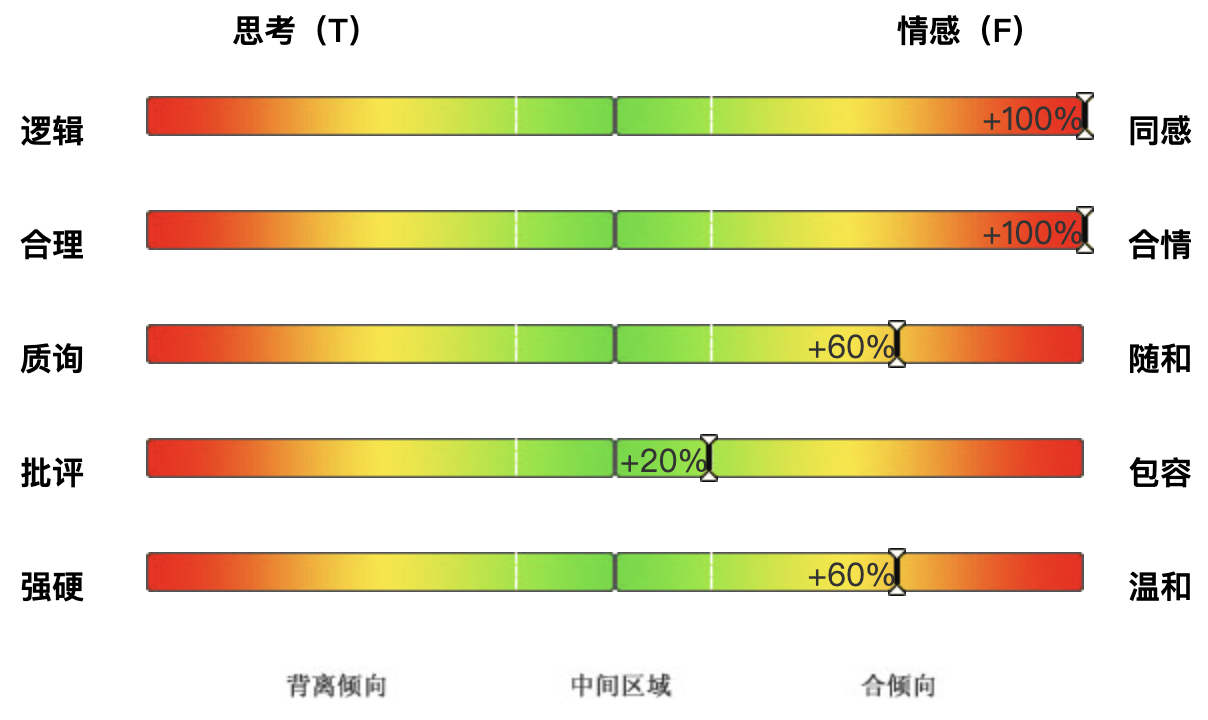 思考（T） 情感（F）
逻辑 +100% 同感
合理 +100% 合情
质询 +60% 随和
批评 +20% 包容
强硬 +60% 温和
背离倾向 中间区域 合倾向